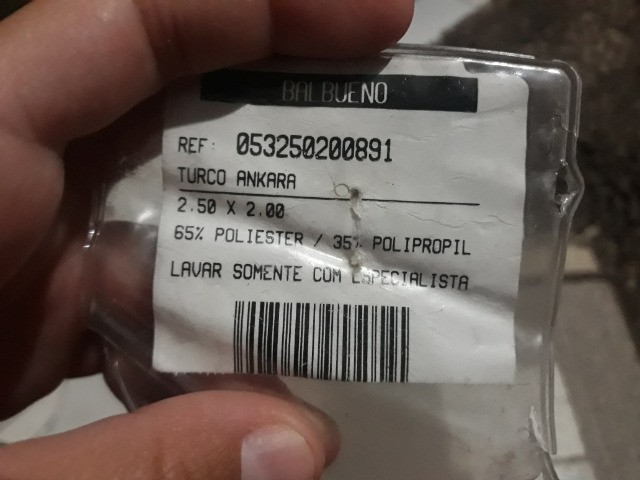 BALBUENO
REF: 053250200891
TURCO ANKARA
2.50 X 2.00
65% POLIESTER / 35% POLIPROPIL
LAVAR SOMENTE COM ESPECIALISTA